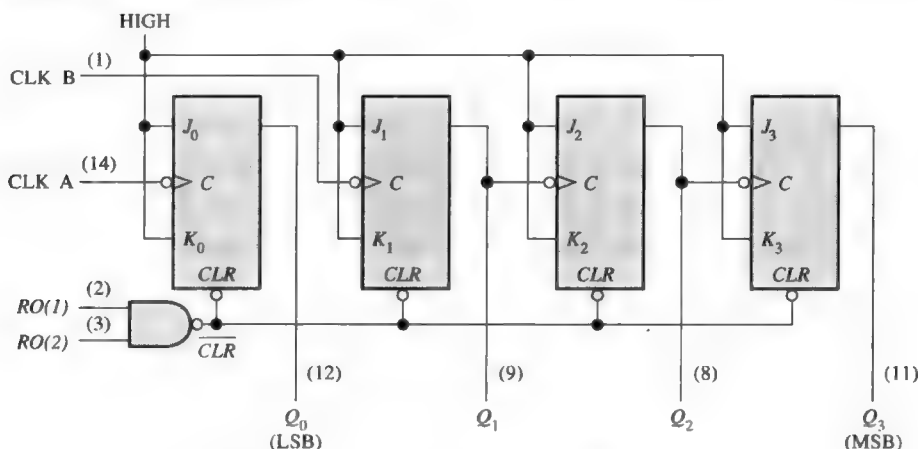 HIGH
CLK B (1)
J0 J1 J2 J3
CLK A (14) C C C C
K0 K1 K2 K3
CLR CLR CLR CLR
RO(1) (2)
RO(2) (3)
CLR
(12) (9) (8) (11)
Q0 Q1 Q2 Q3
(LSB) (MSB)